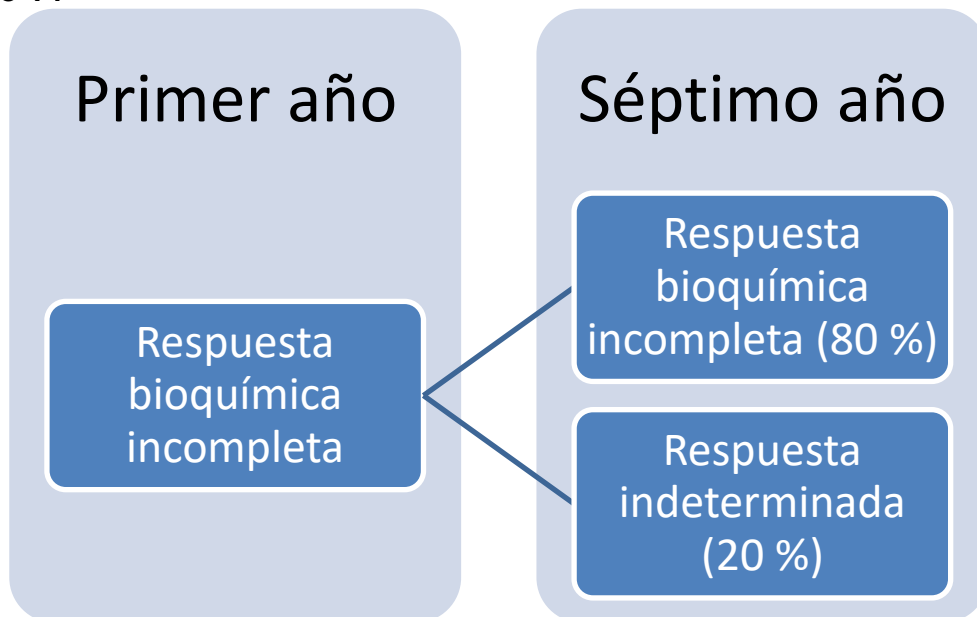 Primer año
Respuesta
bioquímica
incompleta
Séptimo año
Respuesta
bioquímica
incompleta (80 %)
Respuesta
indeterminada
(20 %)